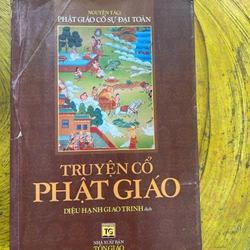 NGUYÊN TÁC:
PHẬT GIÁO CỐ SỰ ĐẠI TOÀN
TRUYỆN CỔ
PHẬT GIÁO
DIỆU HẠNH GIAO TRINH dịch
TG
NHÀ XUẤT BẢN
TÔN GIÁO